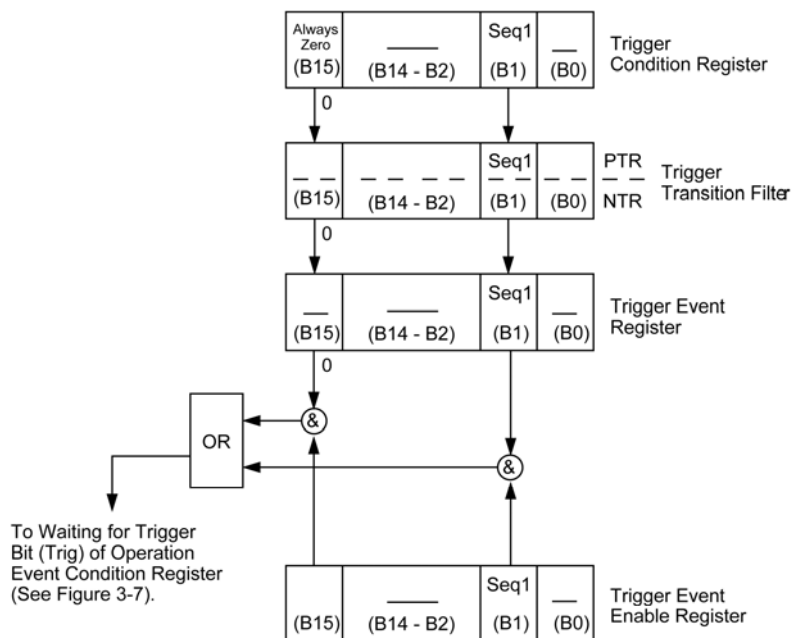 Always
Zero
(B15)
(B14 - B2)
Seq1
(B1)
(B0)
Trigger
Condition Register
0
Seq1
(B15)
(B14 - B2)
(B1)
(B0)
PTR
NTR
Trigger
Transition Filter
0
Seq1
(B15)
(B14 - B2)
(B1)
(B0)
Trigger Event
Register
0
&
OR
&
To Waiting for Trigger
Bit (Trig) of Operation
Event Condition Register
(See Figure 3-7).
Seq1
(B15)
(B14 - B2)
(B1)
(B0)
Trigger Event
Enable Register